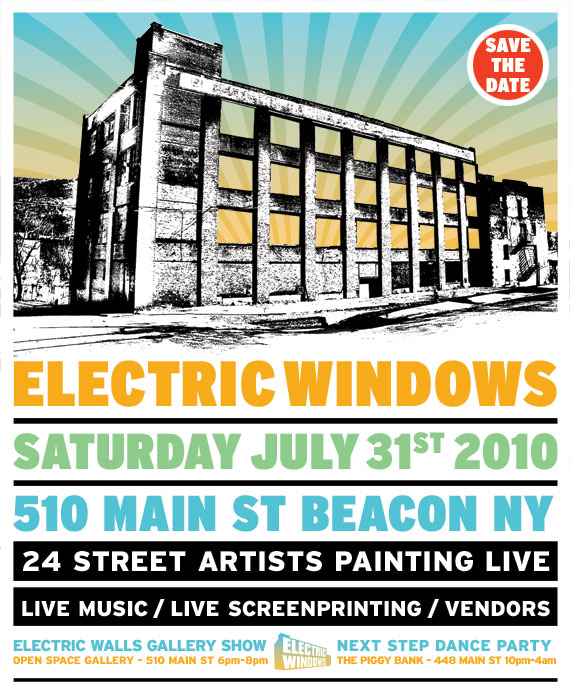 SAVE
THE
DATE
ELECTRIC WINDOWS
SATURDAY JULY 31ST 2010
510 MAIN ST BEACON NY
24 STREET ARTISTS PAINTING LIVE
LIVE MUSIC / LIVE SCREENPRINTING / VENDORS
ELECTRIC WALLS GALLERY SHOW
OPEN SPACE GALLERY - 510 MAIN ST 6pm-8pm
ELECTRIC
WINDOWS
NEXT STEP DANCE PARTY
THE PIGGY BANK - 448 MAIN ST 10pm-4am